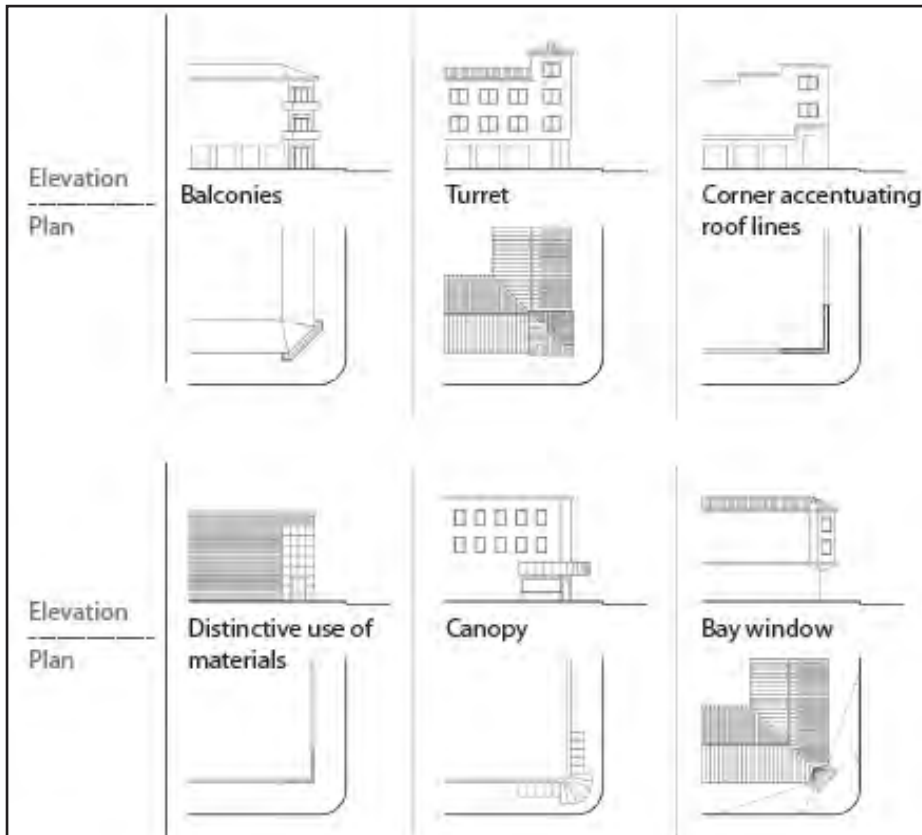 Elevation
Plan
Balconies
Turret
Corner accentuating
roof lines
Elevation
Plan
Distinctive use of
materials
Canopy
Bay window